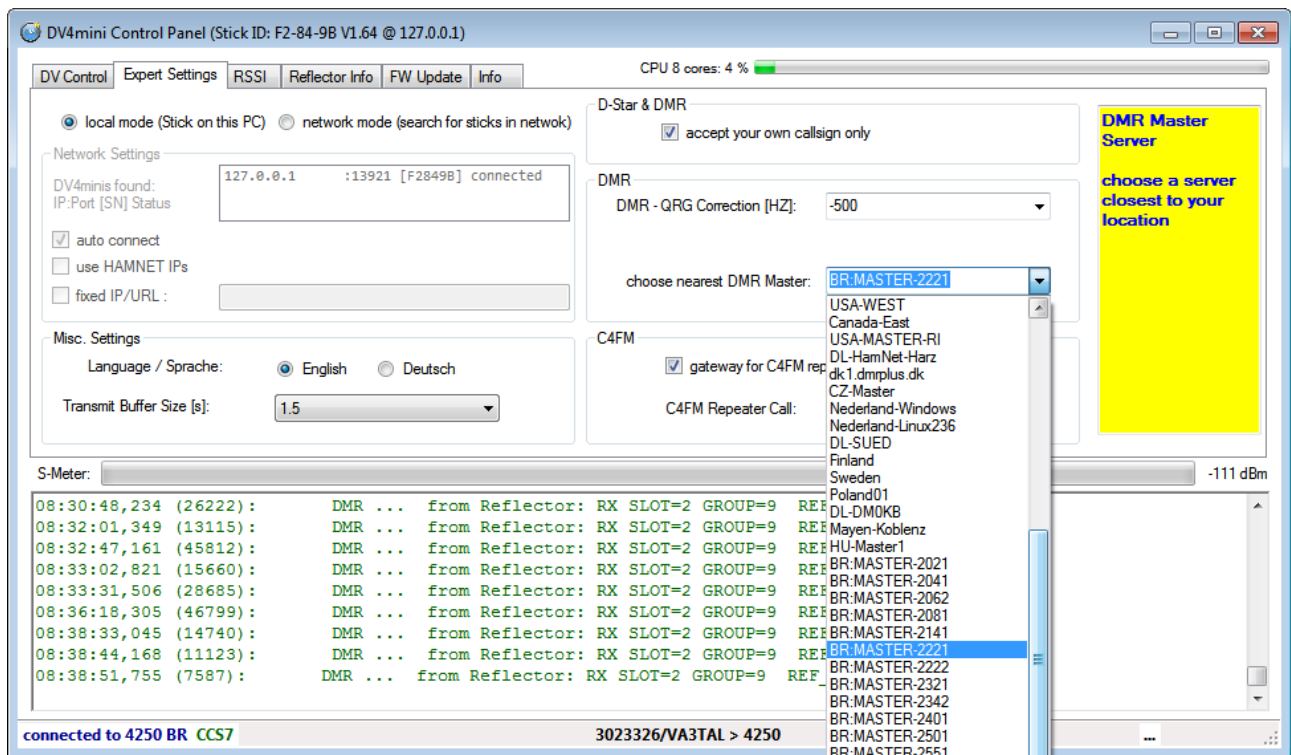 DV4mini Control Panel (Stick ID: F2-84-9B V1.64 @ 127.0.0.1)
DV Control Expert Settings RSSI Reflector Info FW Update Info
CPU 8 cores: 4 %
local mode (Stick on this PC) network mode (search for sticks in netwok)
Network Settings
DV4minis found:
IP:Port [SN] Status
127.0.0.1 :13921 [F2849B] connected
auto connect
use HAMNET IPs
fixed IP/URL :
Misc. Settings
Language / Sprache: English Deutsch
Transmit Buffer Size [s]: 1.5
D-Star & DMR
accept your own callsign only
DMR
DMR - QRG Correction [HZ]: -500
choose nearest DMR Master: BR:MASTER-2221
C4FM
gateway for C4FM rep
C4FM Repeater Call:
USA-WEST
Canada-East
USA-MASTER-RI
DL-HamNet-Harz
dk1.dmrplus.dk
CZ-Master
Nederland-Windows
Nederland-Linux236
DL-SUED
Finland
Sweden
Poland01
DL-DM0KB
Mayen-Koblenz
HU-Master1
BR:MASTER-2021
BR:MASTER-2041
BR:MASTER-2062
BR:MASTER-2081
BR:MASTER-2141
BR:MASTER-2221
BR:MASTER-2222
BR:MASTER-2321
BR:MASTER-2342
BR:MASTER-2401
BR:MASTER-2501
BR:MASTER-2551
DMR Master
Server
choose a server
closest to your
location
S-Meter: -111 dBm
08:30:48,234 (26222): DMR ... from Reflector: RX SLOT=2 GROUP=9 REF
08:32:01,349 (13115): DMR ... from Reflector: RX SLOT=2 GROUP=9 REF
08:32:47,161 (45812): DMR ... from Reflector: RX SLOT=2 GROUP=9 REF
08:33:02,821 (15660): DMR ... from Reflector: RX SLOT=2 GROUP=9 REF
08:33:31,506 (28685): DMR ... from Reflector: RX SLOT=2 GROUP=9 REF
08:36:18,305 (46799): DMR ... from Reflector: RX SLOT=2 GROUP=9 REF
08:38:33,045 (14740): DMR ... from Reflector: RX SLOT=2 GROUP=9 REF
08:38:44,168 (11123): DMR ... from Reflector: RX SLOT=2 GROUP=9 REF
08:38:51,755 (7587): DMR ... from Reflector: RX SLOT=2 GROUP=9 REF_
connected to 4250 BR CCS7 3023326/VA3TAL > 4250 ...